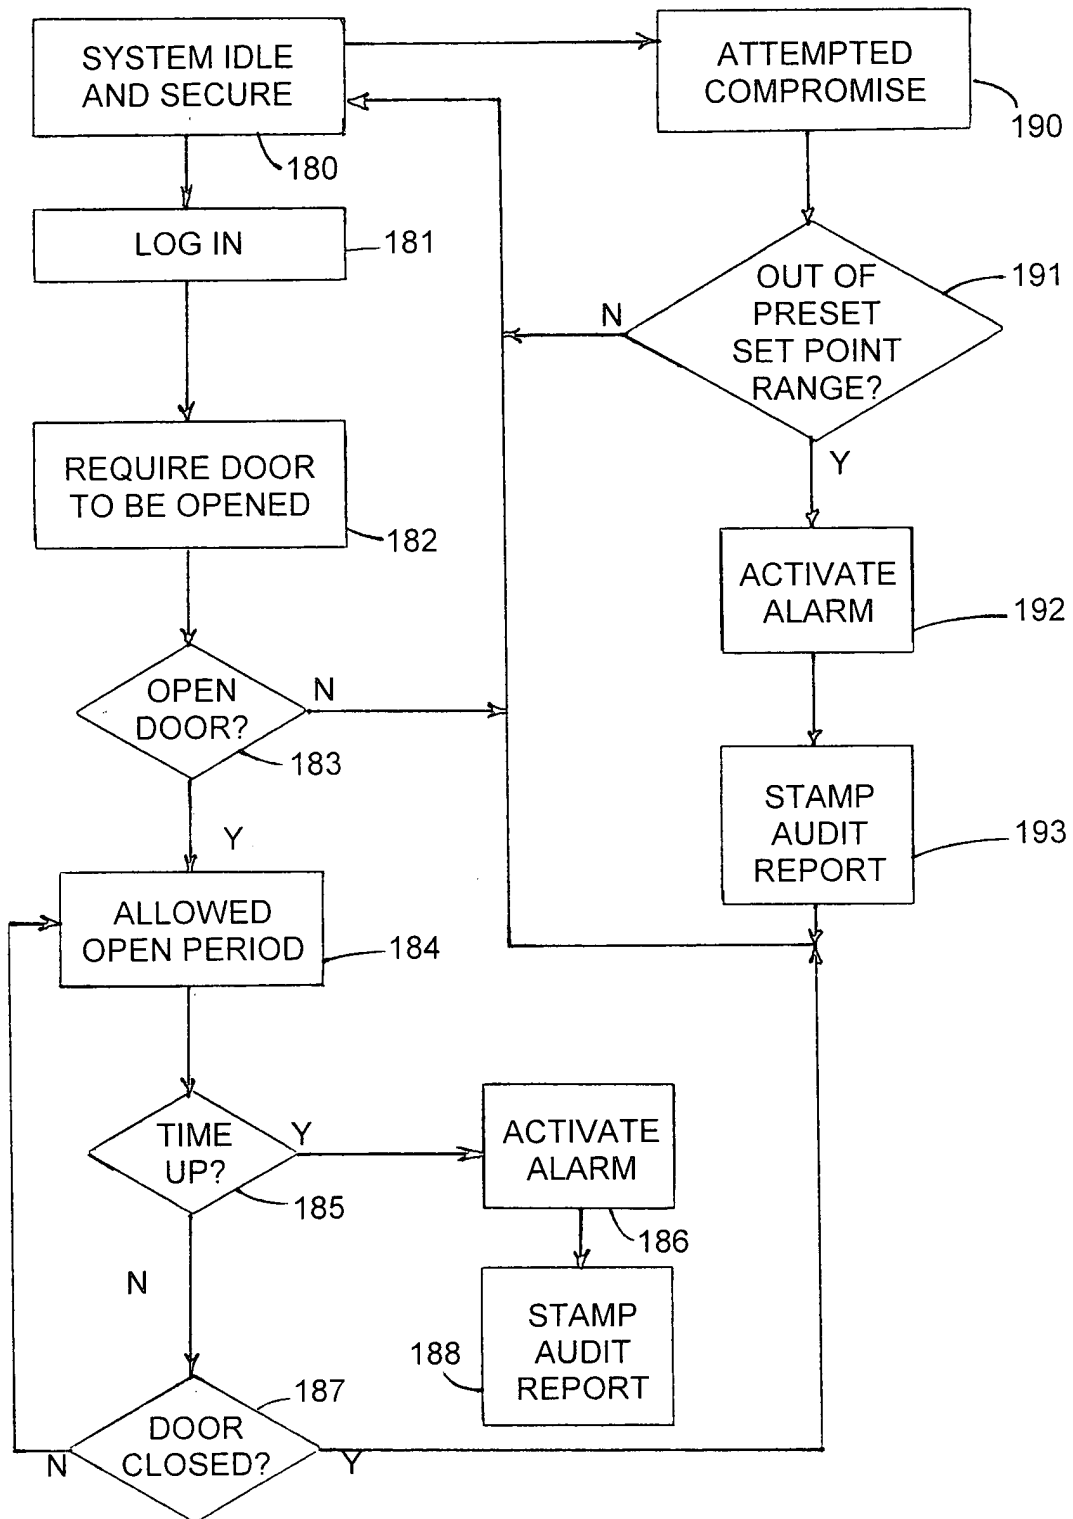 SYSTEM IDLE
AND SECURE
180
ATTEMPTED
COMPROMISE
190
LOG IN
181
OUT OF
PRESET
SET POINT
RANGE?
191
N
Y
REQUIRE DOOR
TO BE OPENED
182
ACTIVATE
ALARM
192
OPEN
DOOR?
N
183
Y
STAMP
AUDIT
REPORT
193
ALLOWED
OPEN PERIOD
184
TIME
UP?
Y
185
N
ACTIVATE
ALARM
186
STAMP
AUDIT
REPORT
188
187
DOOR
CLOSED?
N
Y